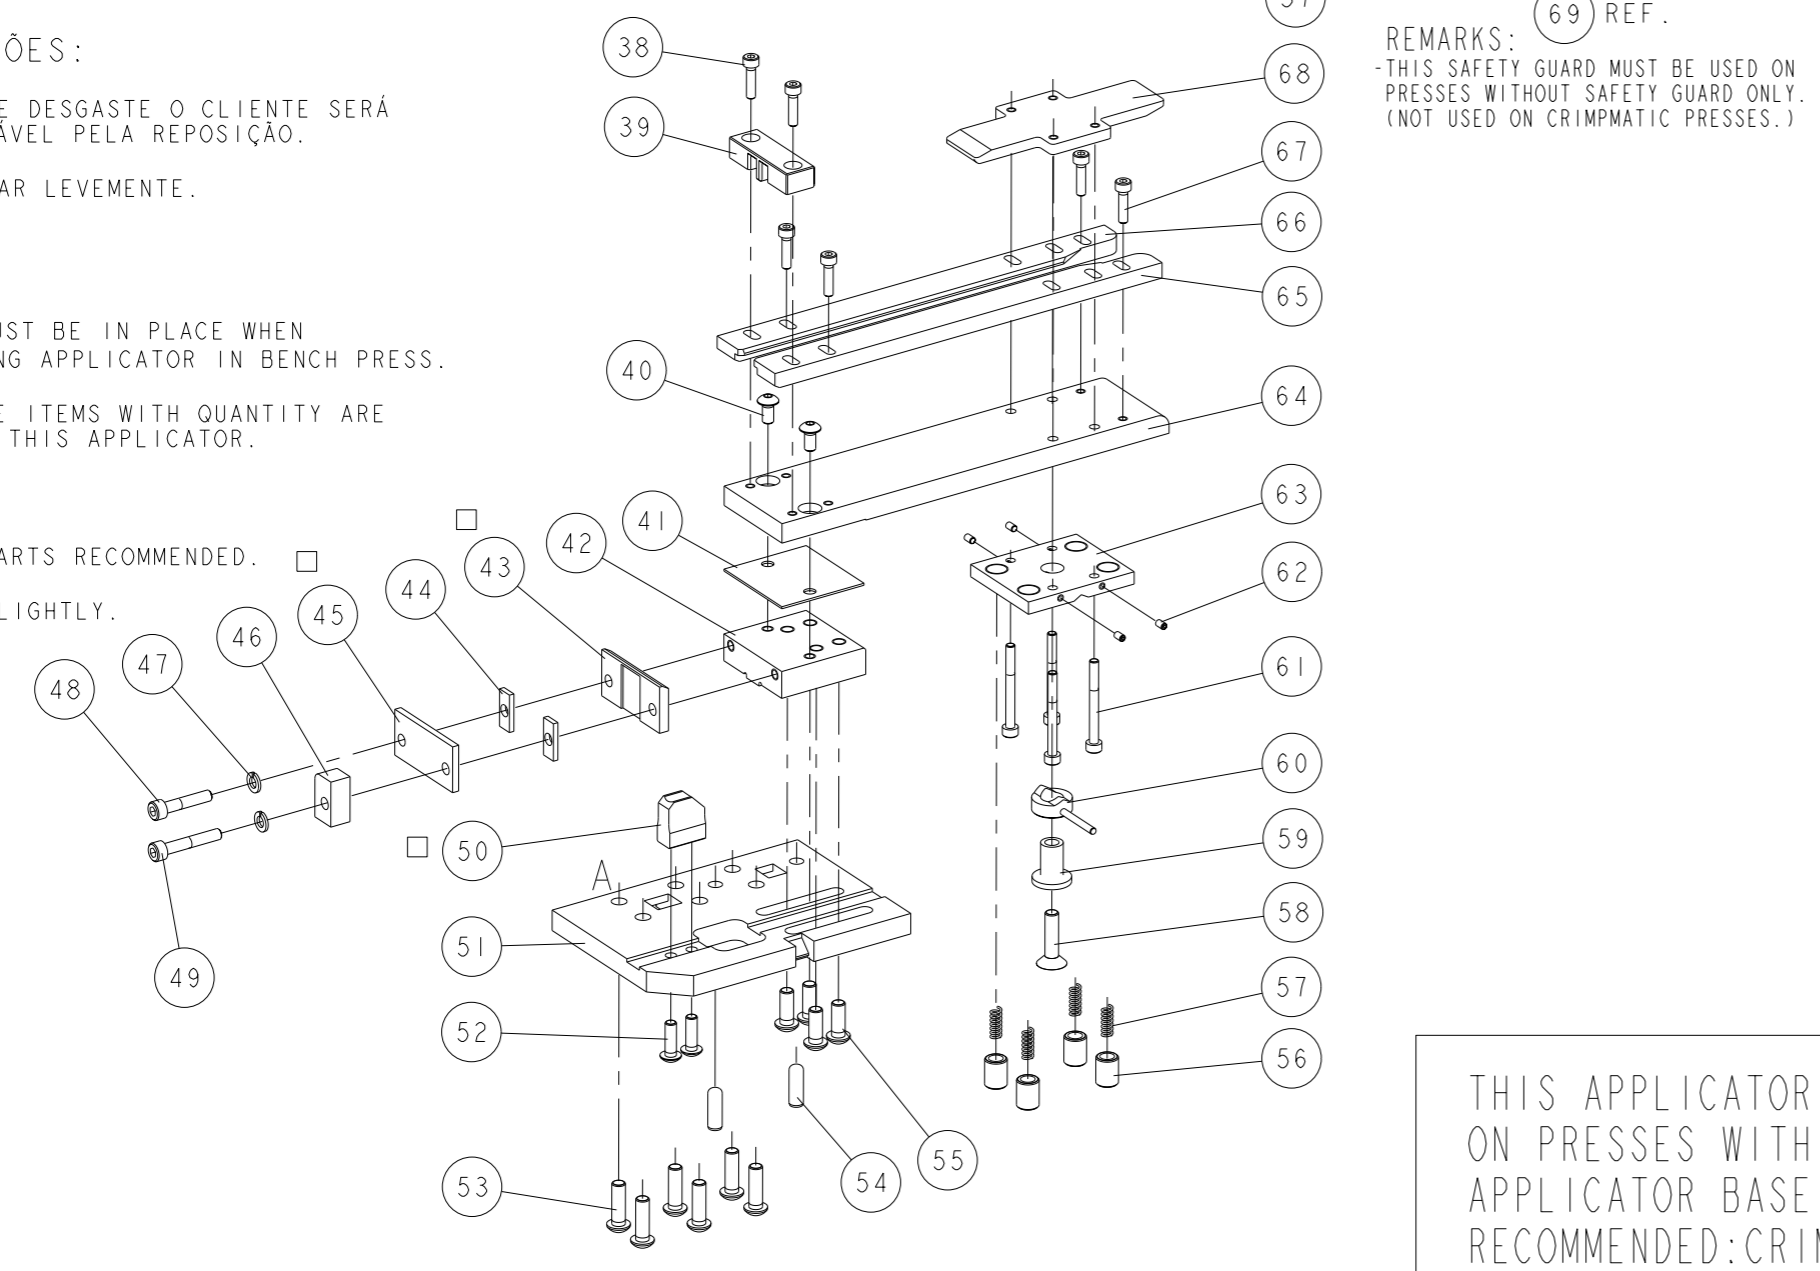 ÕES:
E DESGASTE O CLIENTE SERÁ
ÁVEL PELA REPOSIÇÃO.
AR LEVEMENTE.
UST BE IN PLACE WHEN
NG APPLICATOR IN BENCH PRESS.
E ITEMS WITH QUANTITY ARE
THIS APPLICATOR.
ARTS RECOMMENDED.
LIGHTLY.
69 REF.
REMARKS:
-THIS SAFETY GUARD MUST BE USED ON
PRESSES WITHOUT SAFETY GUARD ONLY.
(NOT USED ON CRIMPMATIC PRESSES.)
38
39
40
41
42
43
44
45
46
47
48
49
50
A
51
52
53
54
55
68
67
66
65
64
63
62
61
60
59
58
57
56
THIS APPLICATOR
ON PRESSES WITH
APPLICATOR BASE
RECOMMENDED:CRIM